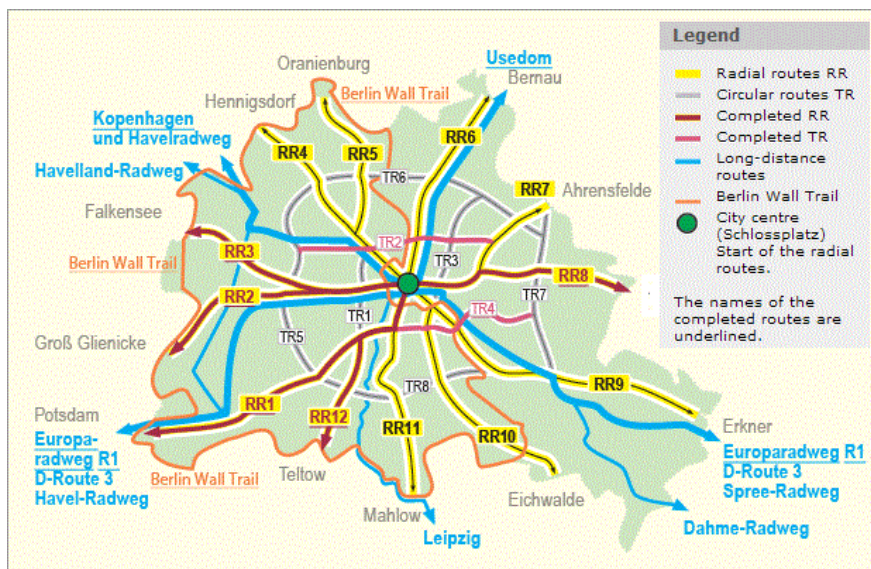 Legend
Radial routes RR
Circular routes TR
Completed RR
Completed TR
Long-distance
routes
Berlin Wall Trail
City centre
(Schlossplatz)
Start of the radial
routes.
The names of the
completed routes are
underlined.
Oranienburg
Usedom
Bernau
Berlin Wall Trail
Hennigsdorf
Kopenhagen
und Havelradweg
RR4
RR5
RR6
Havelland-Radweg
TR6
RR7
Ahrensfelde
Falkensee
TR2
RR3
TR3
Berlin Wall Trail
RR8
RR2
TR7
TR1
TR4
Groß Glienicke
TR5
TR8
RR9
RR1
RR12
Potsdam
RR11
RR10
Erkner
Europa-
radweg R1
D-Route 3
Havel-Radweg
Europaradweg R1
D-Route 3
Spree-Radweg
Berlin Wall Trail
Teltow
Eichwalde
Mahlow
Leipzig
Dahme-Radweg